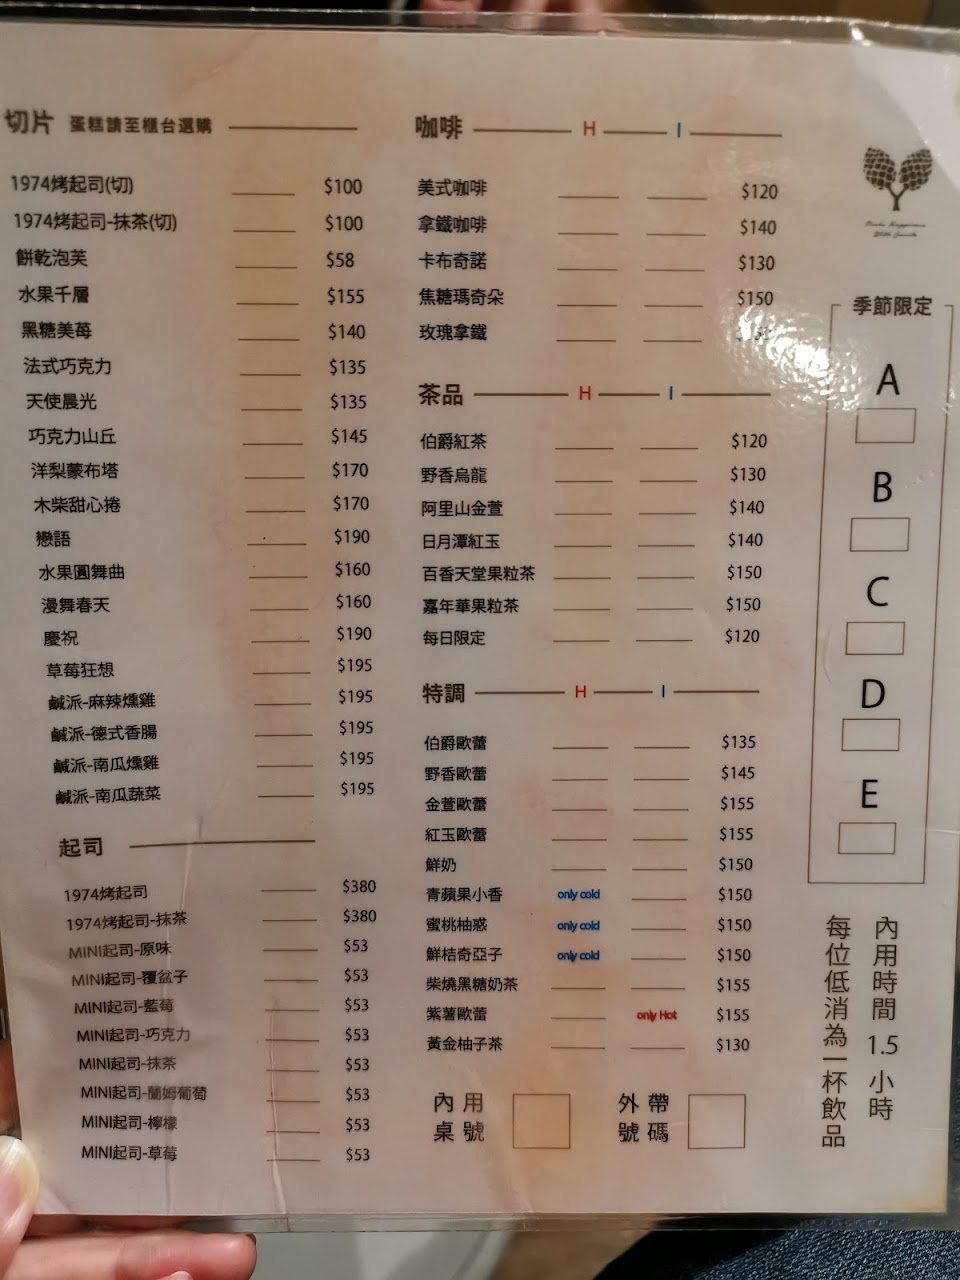 切片 蛋糕請至櫃台選購
1974烤起司(切) $100
1974烤起司-抹茶(切) $100
餅乾泡芙 $58
水果千層 $155
黑糖美莓 $140
法式巧克力 $135
天使晨光 $135
巧克力山丘 $145
洋梨蒙布塔 $170
木柴甜心捲 $170
戀語 $190
水果圓舞曲 $160
漫舞春天 $160
慶祝 $190
草莓狂想 $195
鹹派-麻辣燻雞 $195
鹹派-德式香腸 $195
鹹派-南瓜燻雞 $195
鹹派-南瓜蔬菜 $195
起司
1974烤起司 $380
1974烤起司-抹茶 $380
MINI起司-原味 $53
MINI起司-覆盆子 $53
MINI起司-藍莓 $53
MINI起司-巧克力 $53
MINI起司-抹茶 $53
MINI起司-蘭姆葡萄 $53
MINI起司-檸檬 $53
MINI起司-草莓 $53
咖啡 H I
美式咖啡 $120
拿鐵咖啡 $140
卡布奇諾 $130
焦糖瑪奇朵 $150
玫瑰拿鐵
茶品 H I
伯爵紅茶 $120
野香烏龍 $130
阿里山金萱 $140
日月潭紅玉 $140
百香天堂果粒茶 $150
嘉年華果粒茶 $150
每日限定 $120
特調 H I
伯爵歐蕾 $135
野香歐蕾 $145
金萱歐蕾 $155
紅玉歐蕾 $155
鮮奶 $150
青蘋果小香 only cold $150
蜜桃柚惑 only cold $150
鮮桔奇亞子 only cold $150
柴燒黑糖奶茶 $155
紫薯歐蕾 only Hot $155
黃金柚子茶 $130
內用桌號
外帶號碼
季節限定
A
B
C
D
E
內用時間1.5小時
每位低消為一杯飲品